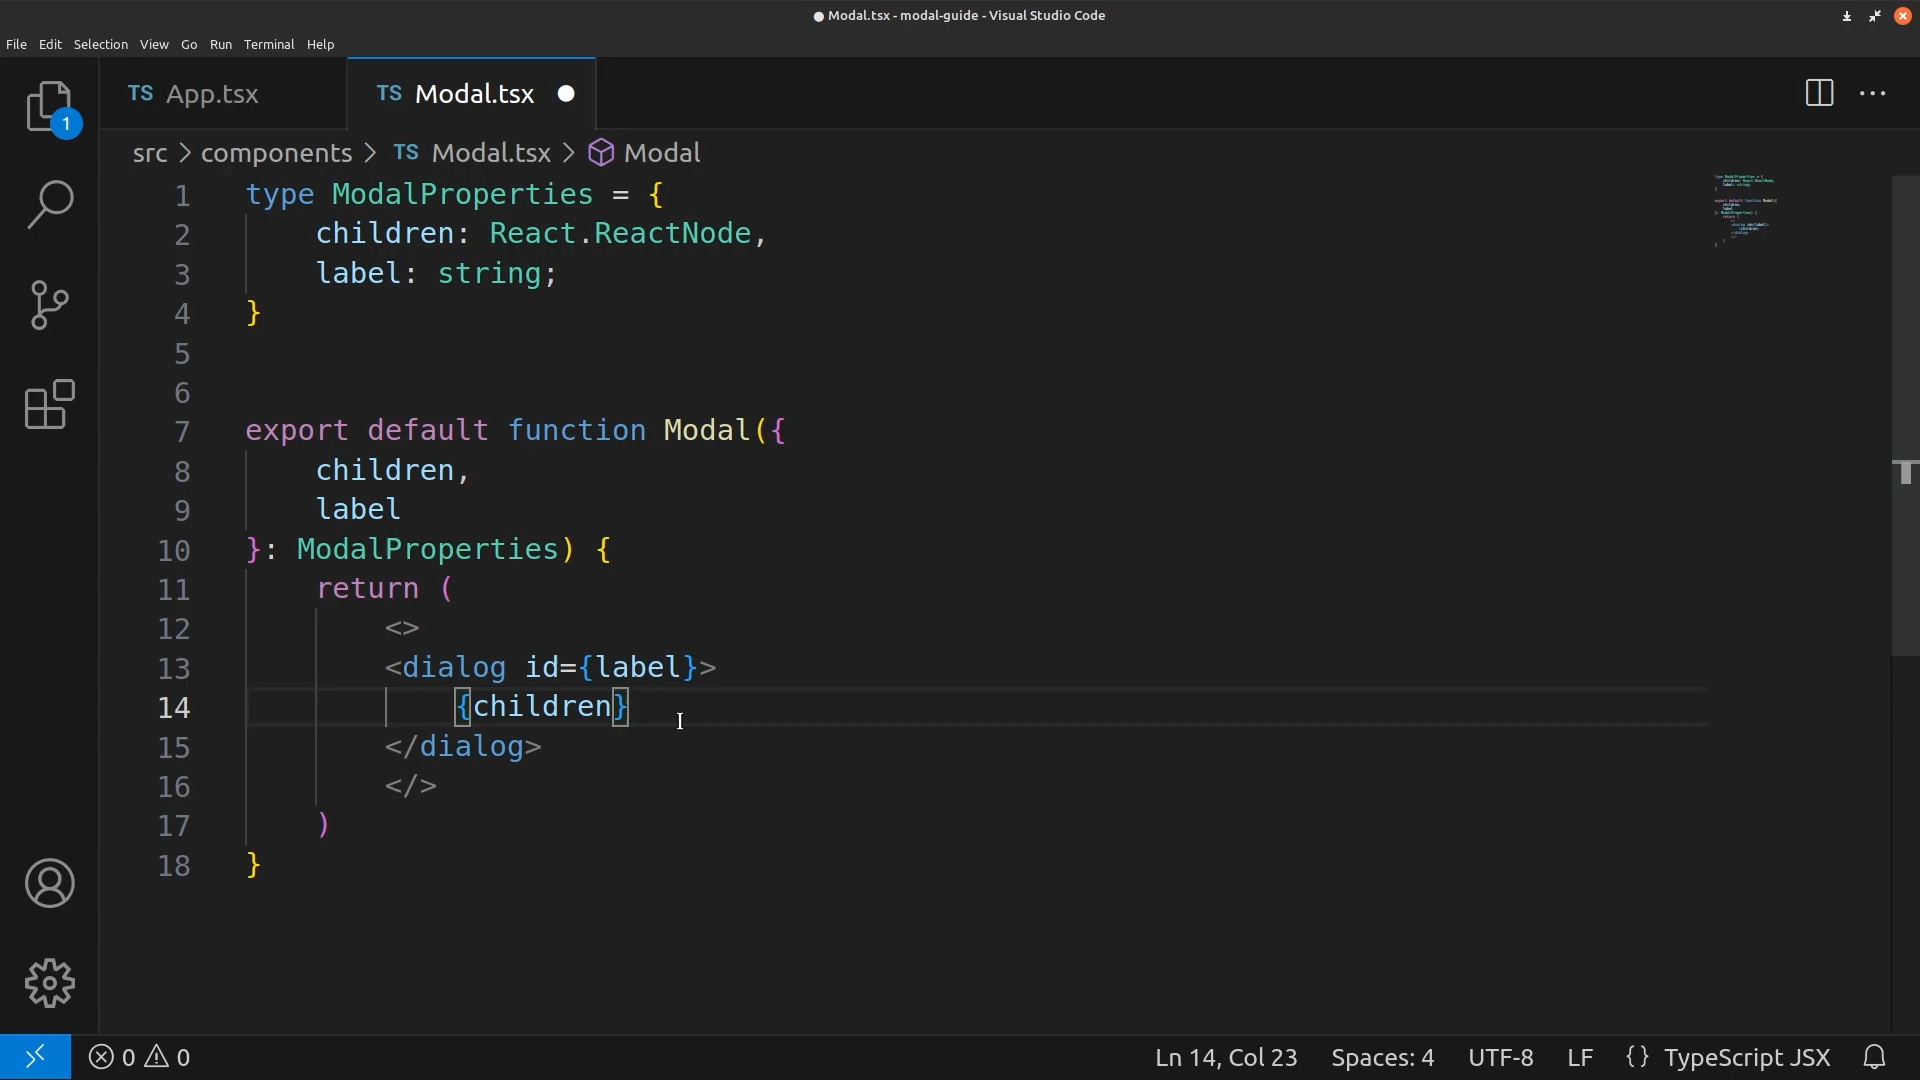 Modal.tsx - modal-guide - Visual Studio Code
File Edit Selection View Go Run Terminal Help
TS App.tsx TS Modal.tsx
1
src > components > TS Modal.tsx > Modal
1 type ModalProperties = {
2 children: React.ReactNode,
3 label: string;
4 }
5
6
7 export default function Modal({
8 children,
9 label
10 }: ModalProperties) {
11 return (
12 <>
13 <dialog id={label}>
14 {children}
15 </dialog>
16 </>
17 )
18 }
0 0 Ln 14, Col 23 Spaces: 4 UTF-8 LF {} TypeScript JSX